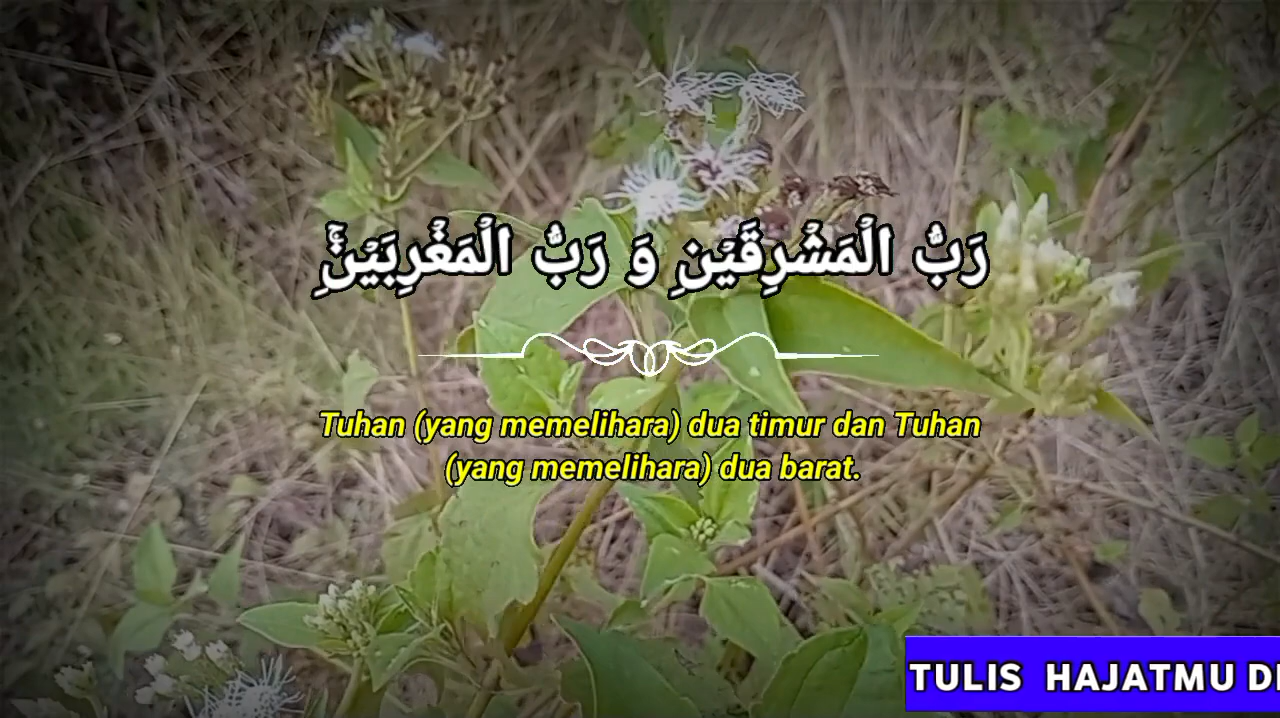 رَبُّ الْمَشْرِقَيْنِ وَ رَبُّ الْمَغْرِبَيْنِۚ
Tuhan (yang memelihara) dua timur dan Tuhan
(yang memelihara) dua barat.
TULIS HAJATMU